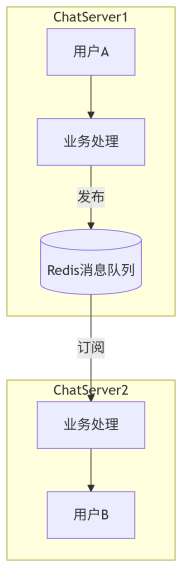 ChatServer1
用户A
业务处理
发布
Redis消息队列
订阅
ChatServer2
业务处理
用户B